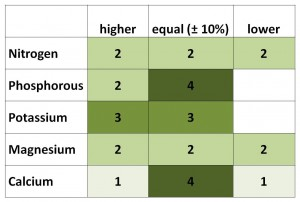 higher equal (± 10%) lower
Nitrogen 2 2 2
Phosphorous 2 4
Potassium 3 3
Magnesium 2 2 2
Calcium 1 4 1